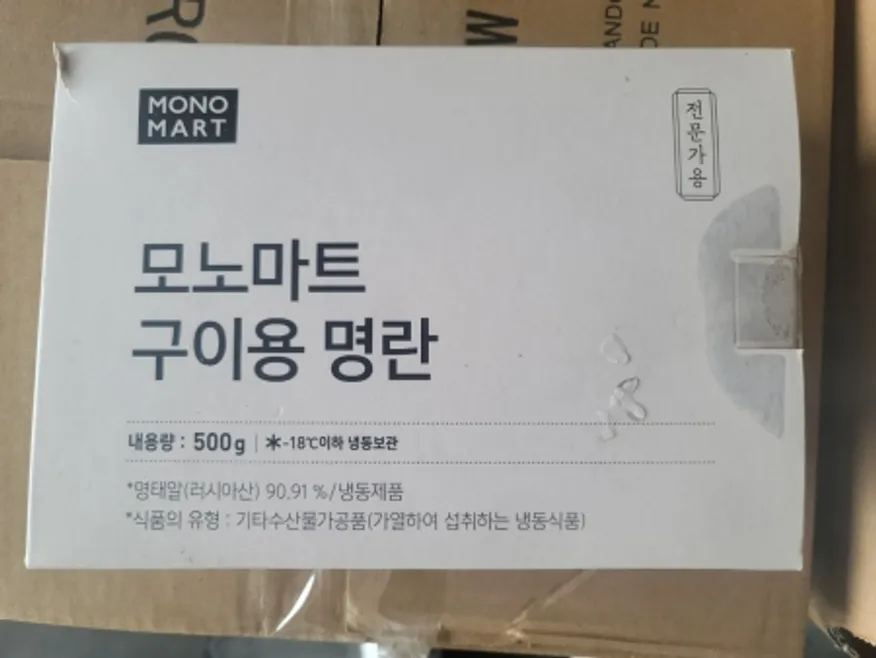 MONO
MART
전문가용
모노마트
구이용 명란
내용량 : 500g | *-18℃이하 냉동보관
*명태알(러시아산) 90.91 %/냉동제품
*식품의 유형 : 기타수산물가공품(가열하여 섭취하는 냉동식품)